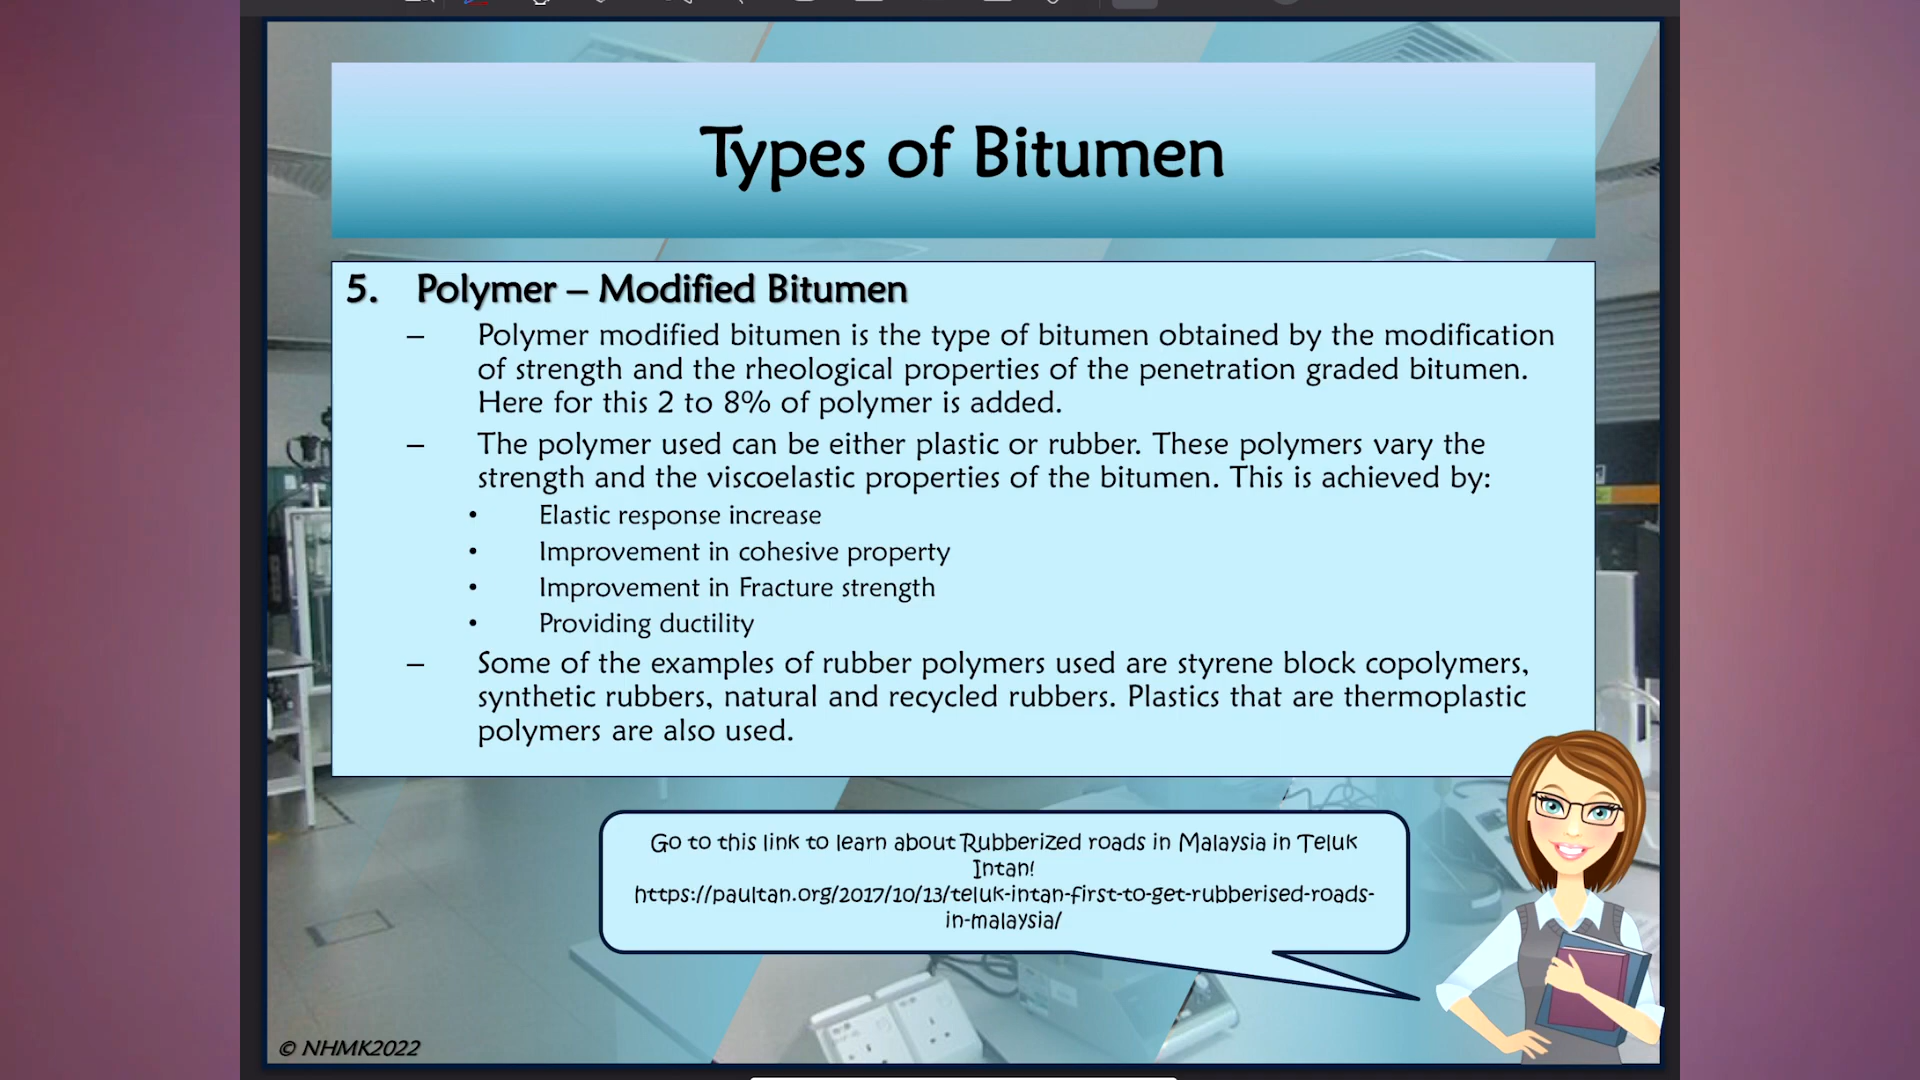 Types of Bitumen
5. Polymer – Modified Bitumen
– Polymer modified bitumen is the type of bitumen obtained by the modification
of strength and the rheological properties of the penetration graded bitumen.
Here for this 2 to 8% of polymer is added.
– The polymer used can be either plastic or rubber. These polymers vary the
strength and the viscoelastic properties of the bitumen. This is achieved by:
• Elastic response increase
• Improvement in cohesive property
• Improvement in Fracture strength
• Providing ductility
– Some of the examples of rubber polymers used are styrene block copolymers,
synthetic rubbers, natural and recycled rubbers. Plastics that are thermoplastic
polymers are also used.
Go to this link to learn about Rubberized roads in Malaysia in Teluk
Intan!
https://paultan.org/2017/10/13/teluk-intan-first-to-get-rubberised-roads-
in-malaysia/
© NHMK2022